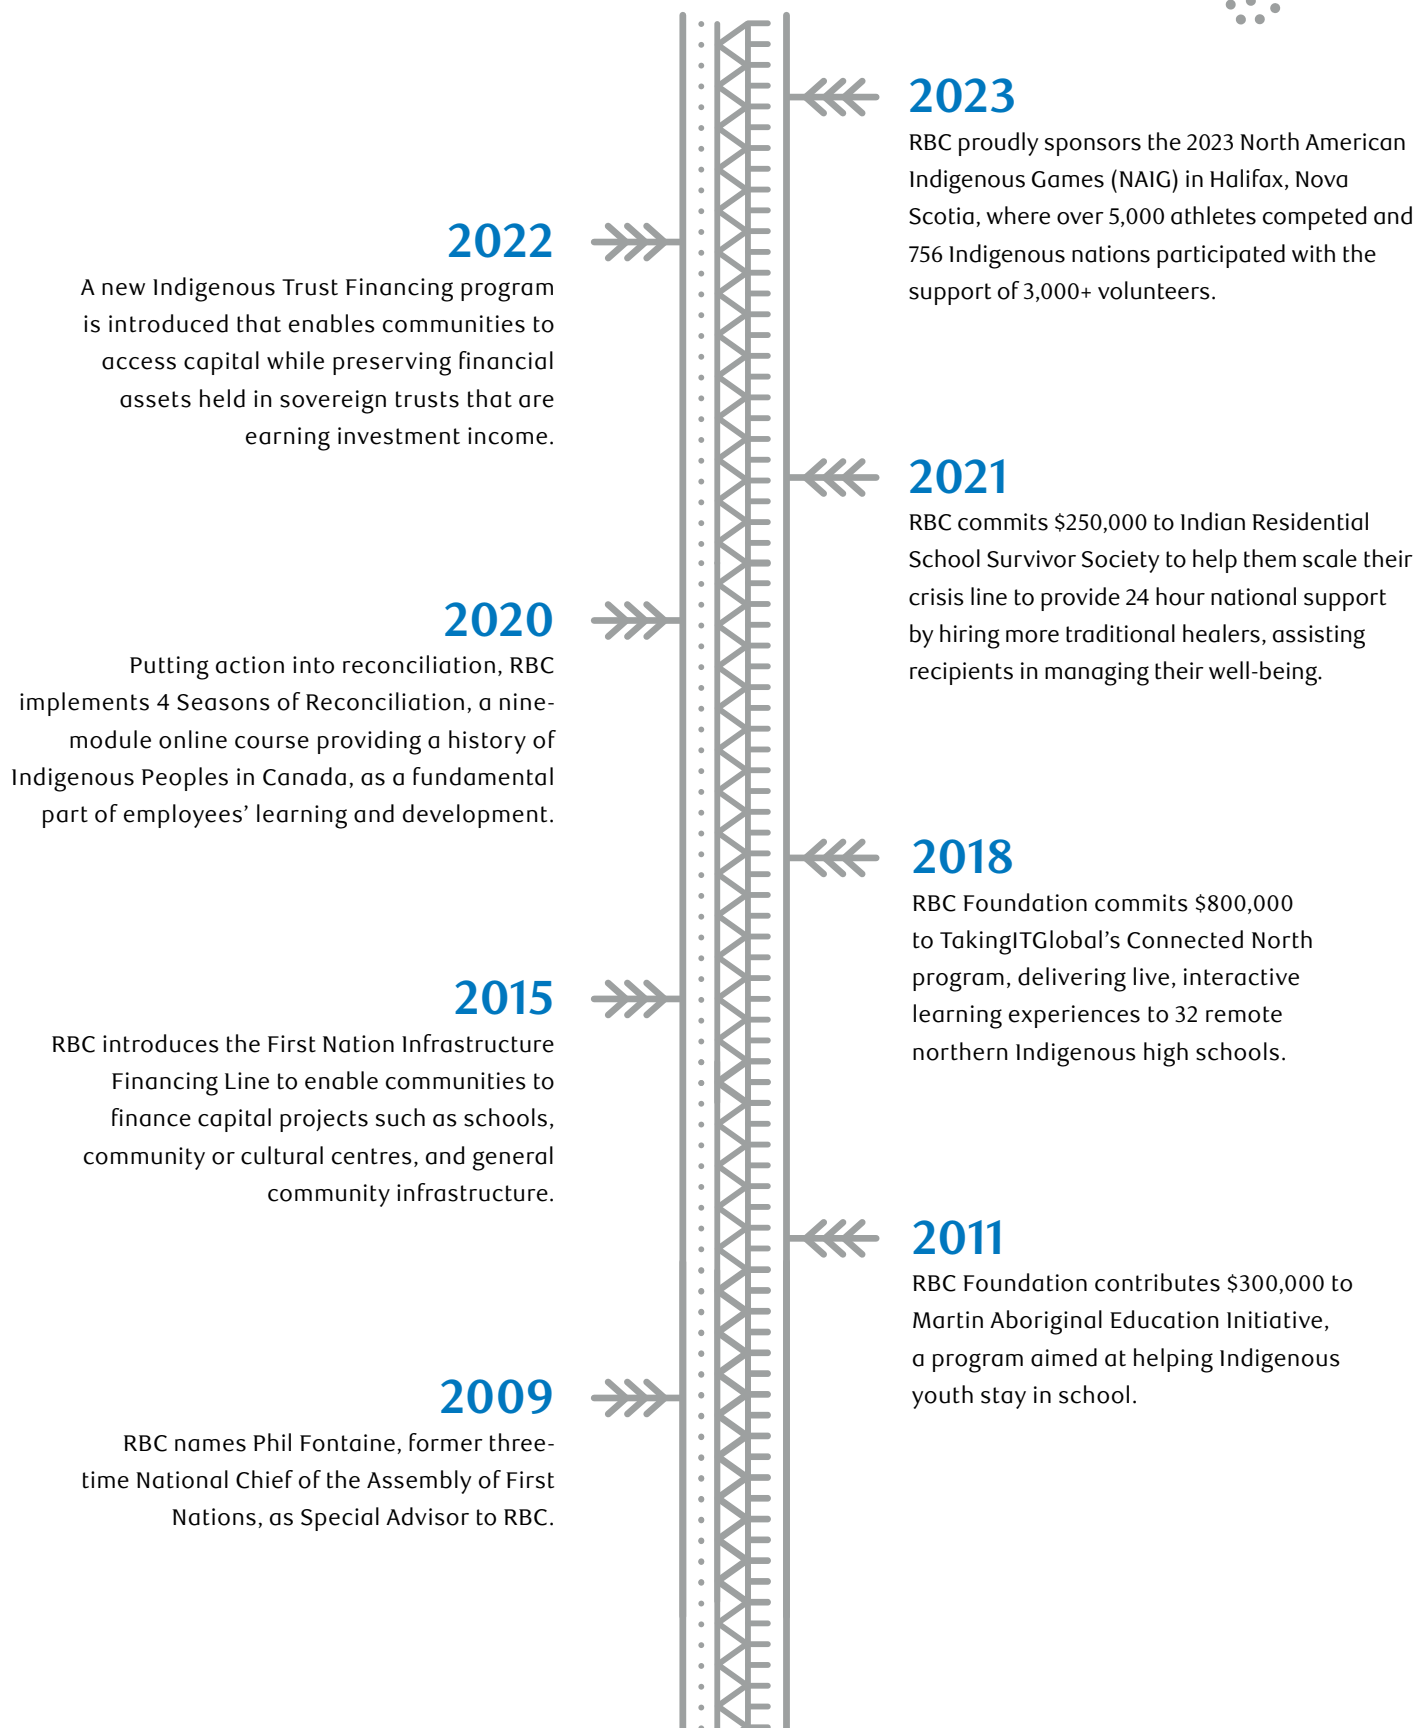 2023
RBC proudly sponsors the 2023 North American
Indigenous Games (NAIG) in Halifax, Nova
Scotia, where over 5,000 athletes competed and
756 Indigenous nations participated with the
support of 3,000+ volunteers.
2022
A new Indigenous Trust Financing program
is introduced that enables communities to
access capital while preserving financial
assets held in sovereign trusts that are
earning investment income.
2021
RBC commits $250,000 to Indian Residential
School Survivor Society to help them scale their
crisis line to provide 24 hour national support
by hiring more traditional healers, assisting
recipients in managing their well-being.
2020
Putting action into reconciliation, RBC
implements 4 Seasons of Reconciliation, a nine-
module online course providing a history of
Indigenous Peoples in Canada, as a fundamental
part of employees’ learning and development.
2018
RBC Foundation commits $800,000
to TakingITGlobal’s Connected North
program, delivering live, interactive
learning experiences to 32 remote
northern Indigenous high schools.
2015
RBC introduces the First Nation Infrastructure
Financing Line to enable communities to
finance capital projects such as schools,
community or cultural centres, and general
community infrastructure.
2011
RBC Foundation contributes $300,000 to
Martin Aboriginal Education Initiative,
a program aimed at helping Indigenous
youth stay in school.
2009
RBC names Phil Fontaine, former three-
time National Chief of the Assembly of First
Nations, as Special Advisor to RBC.